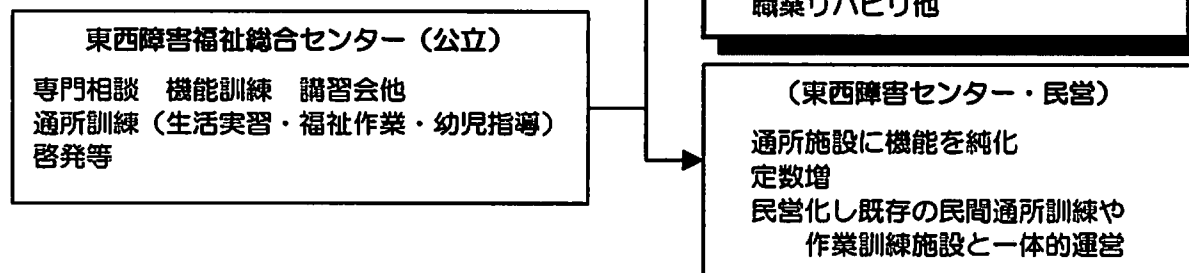 東西障害福祉総合センター（公立）
専門相談　機能訓練　講習会他
通所訓練（生活実習・福祉作業・幼児指導）
啓発等
職業リハビリ他
（東西障害センター・民営）
通所施設に機能を純化
定数増
民営化し既存の民間通所訓練や
作業訓練施設と一体的運営